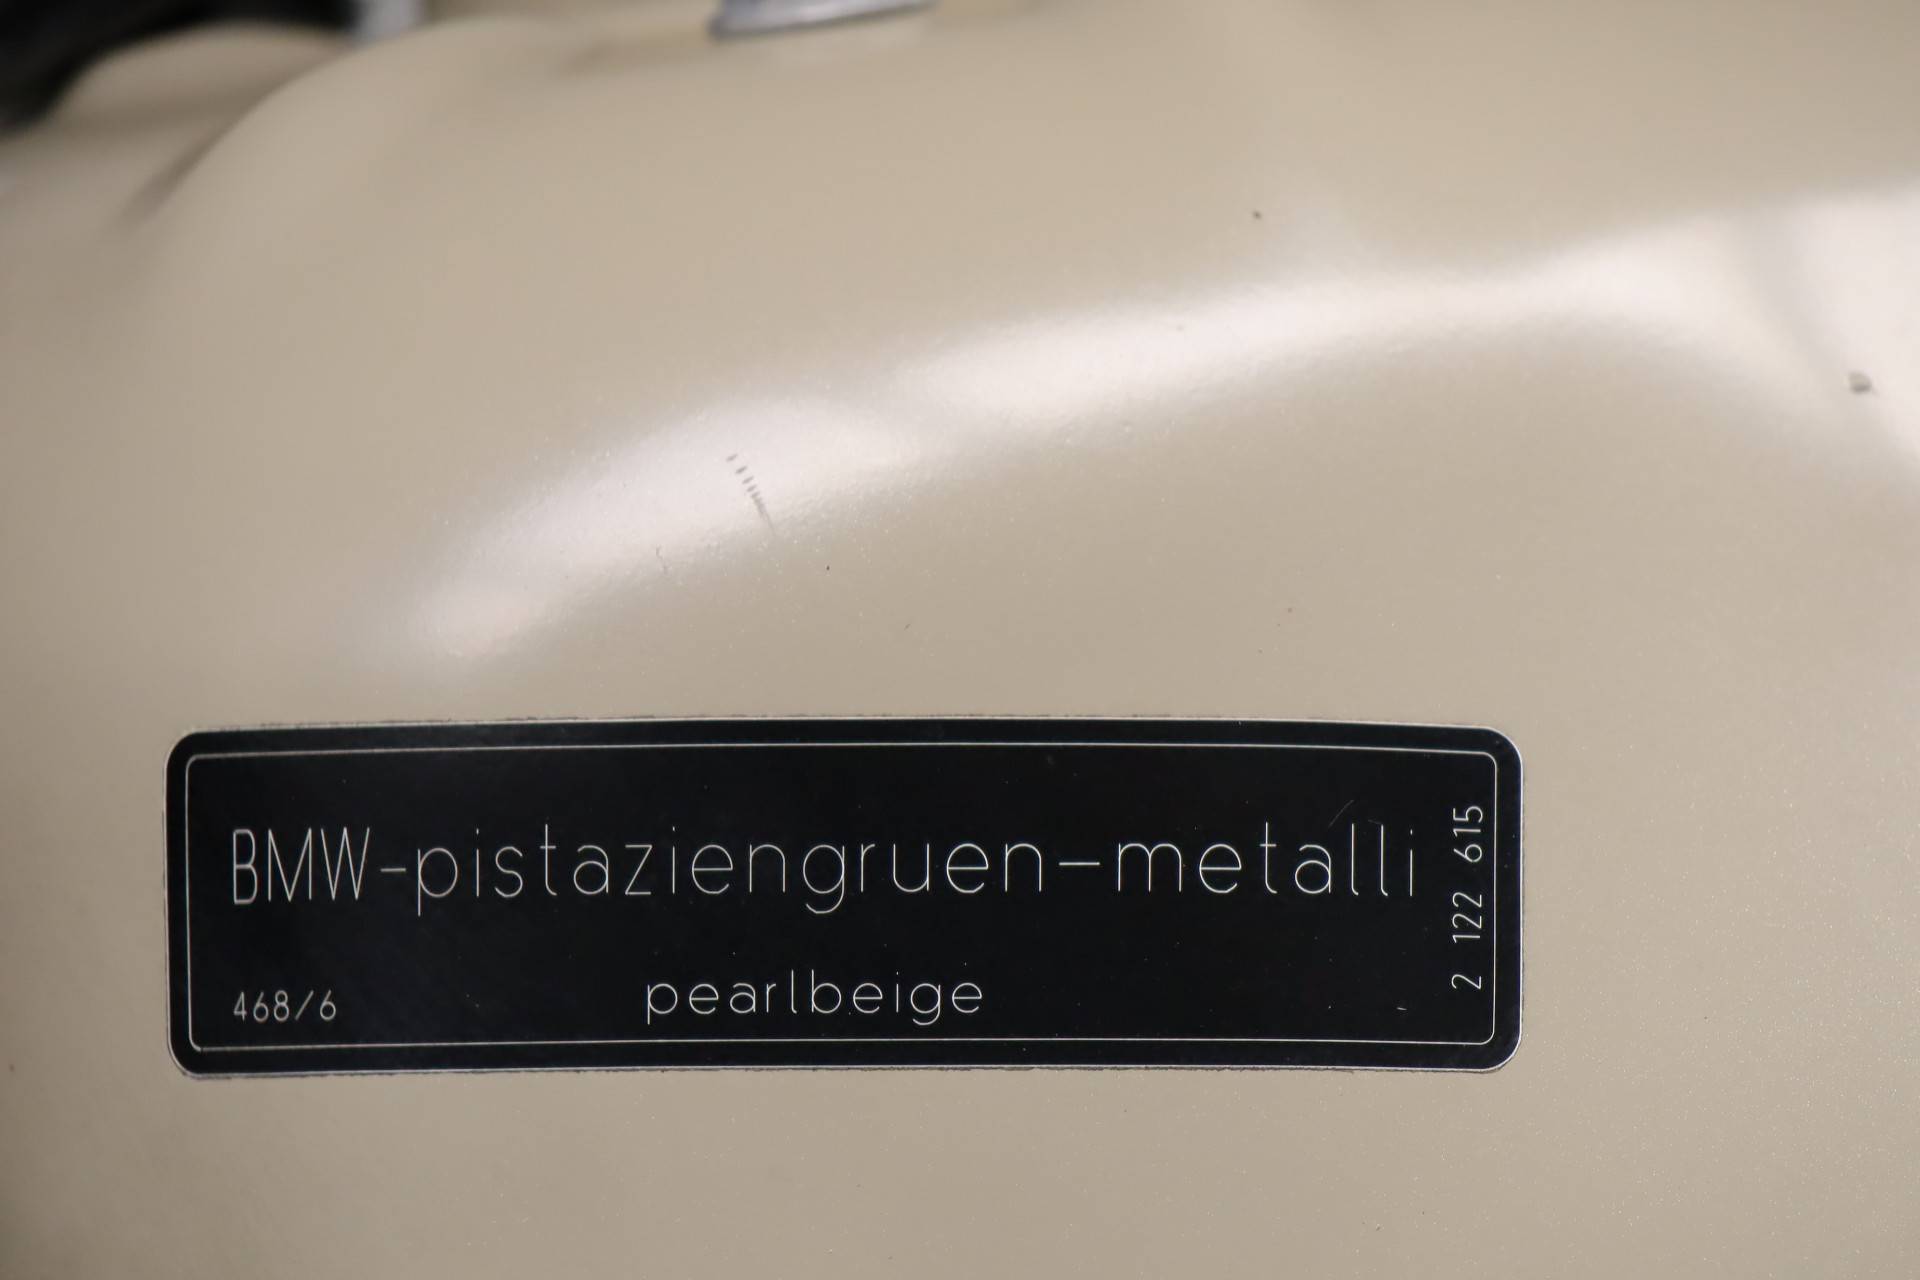 BMW-pistaziengruen-metalli
468/6 pearlbeige
2 122 615